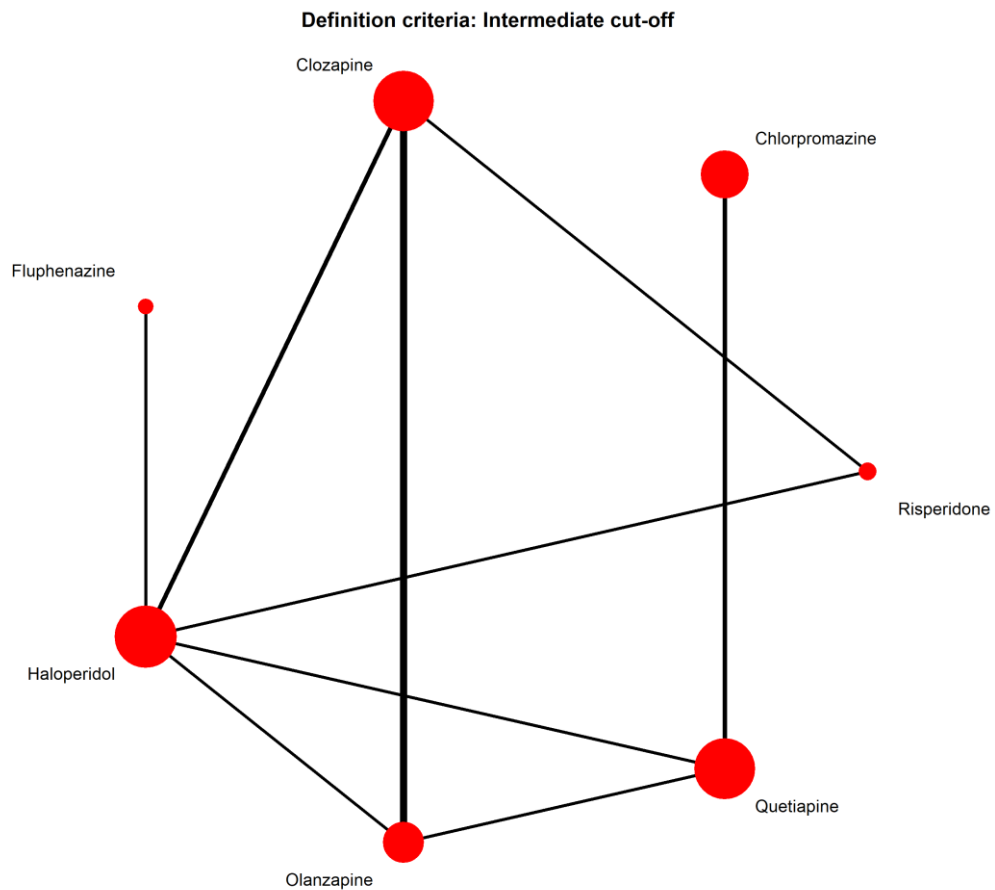 Definition criteria: Intermediate cut-off
Clozapine
Chlorpromazine
Fluphenazine
Risperidone
Haloperidol
Quetiapine
Olanzapine